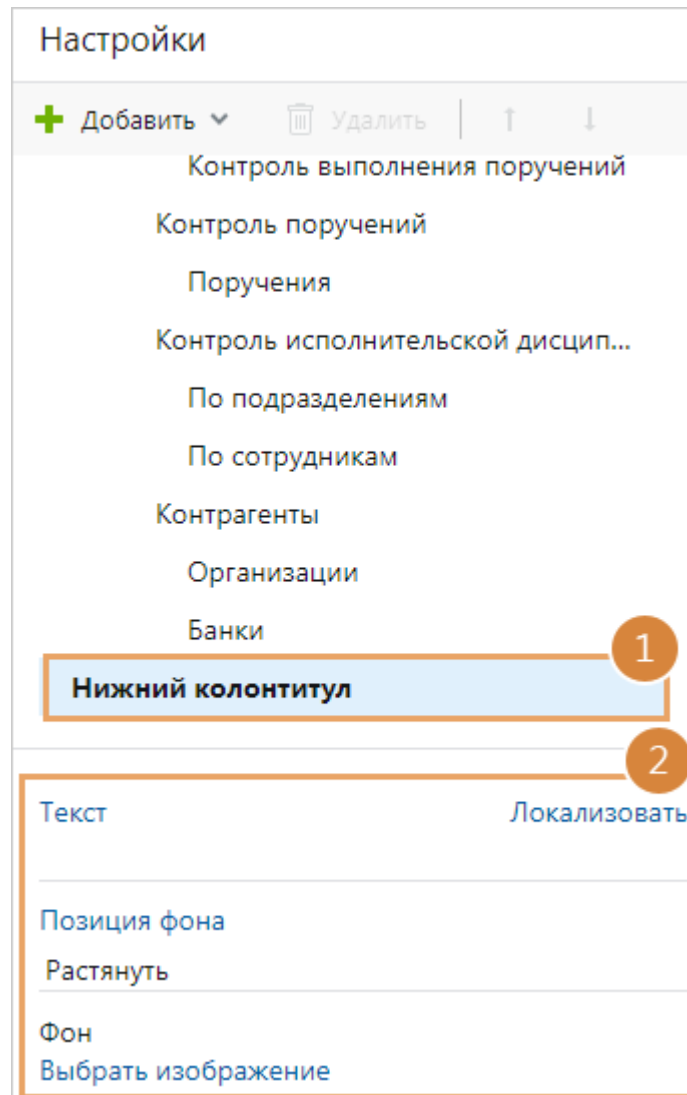 Настройки
Добавить Удалить
Контроль выполнения поручений
Контроль поручений
Поручения
Контроль исполнительской дисцип...
По подразделениям
По сотрудникам
Контрагенты
Организации
Банки
1
Нижний колонтитул
2
Текст Локализовать
Позиция фона
Растянуть
Фон
Выбрать изображение